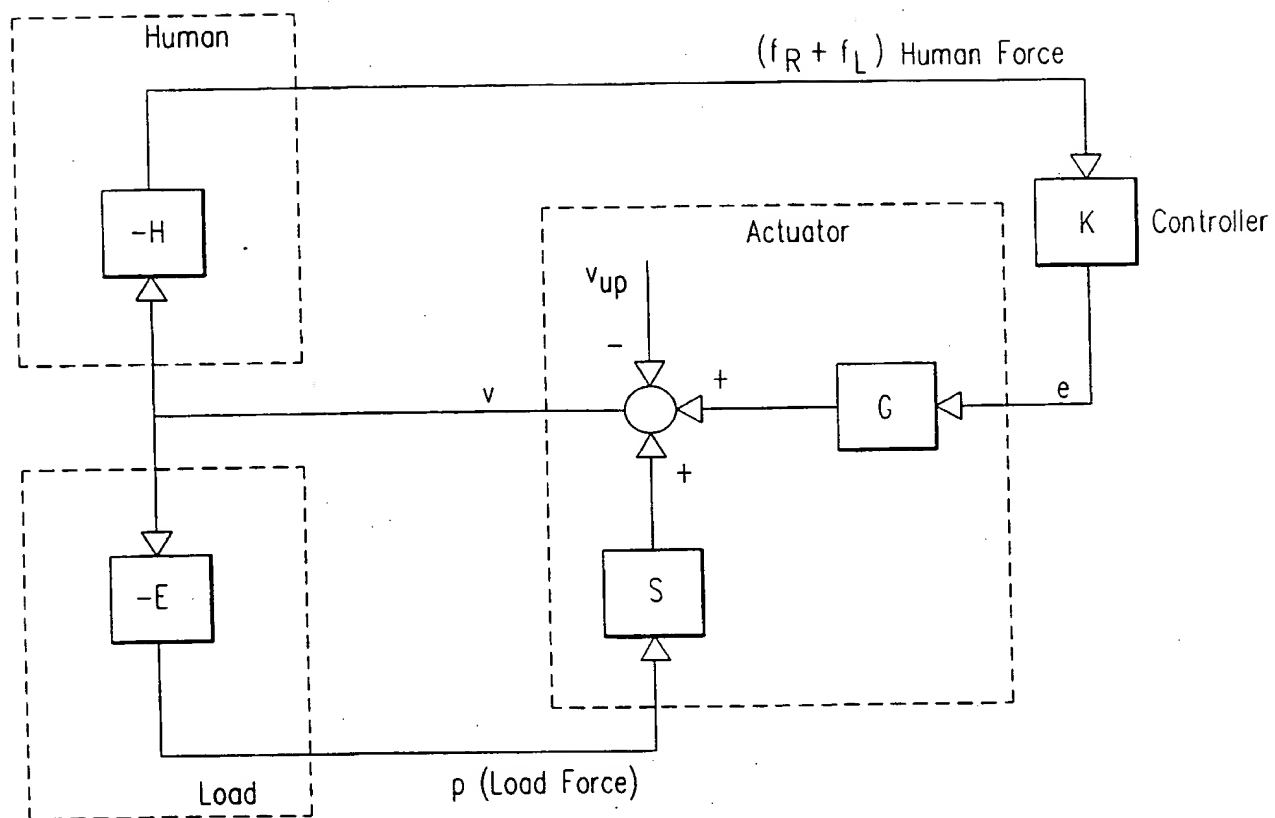 Human
(f_R + f_L) Human Force
-H
K
Controller
Actuator
v_up
-
+
v
G
e
+
-E
S
p (Load Force)
Load